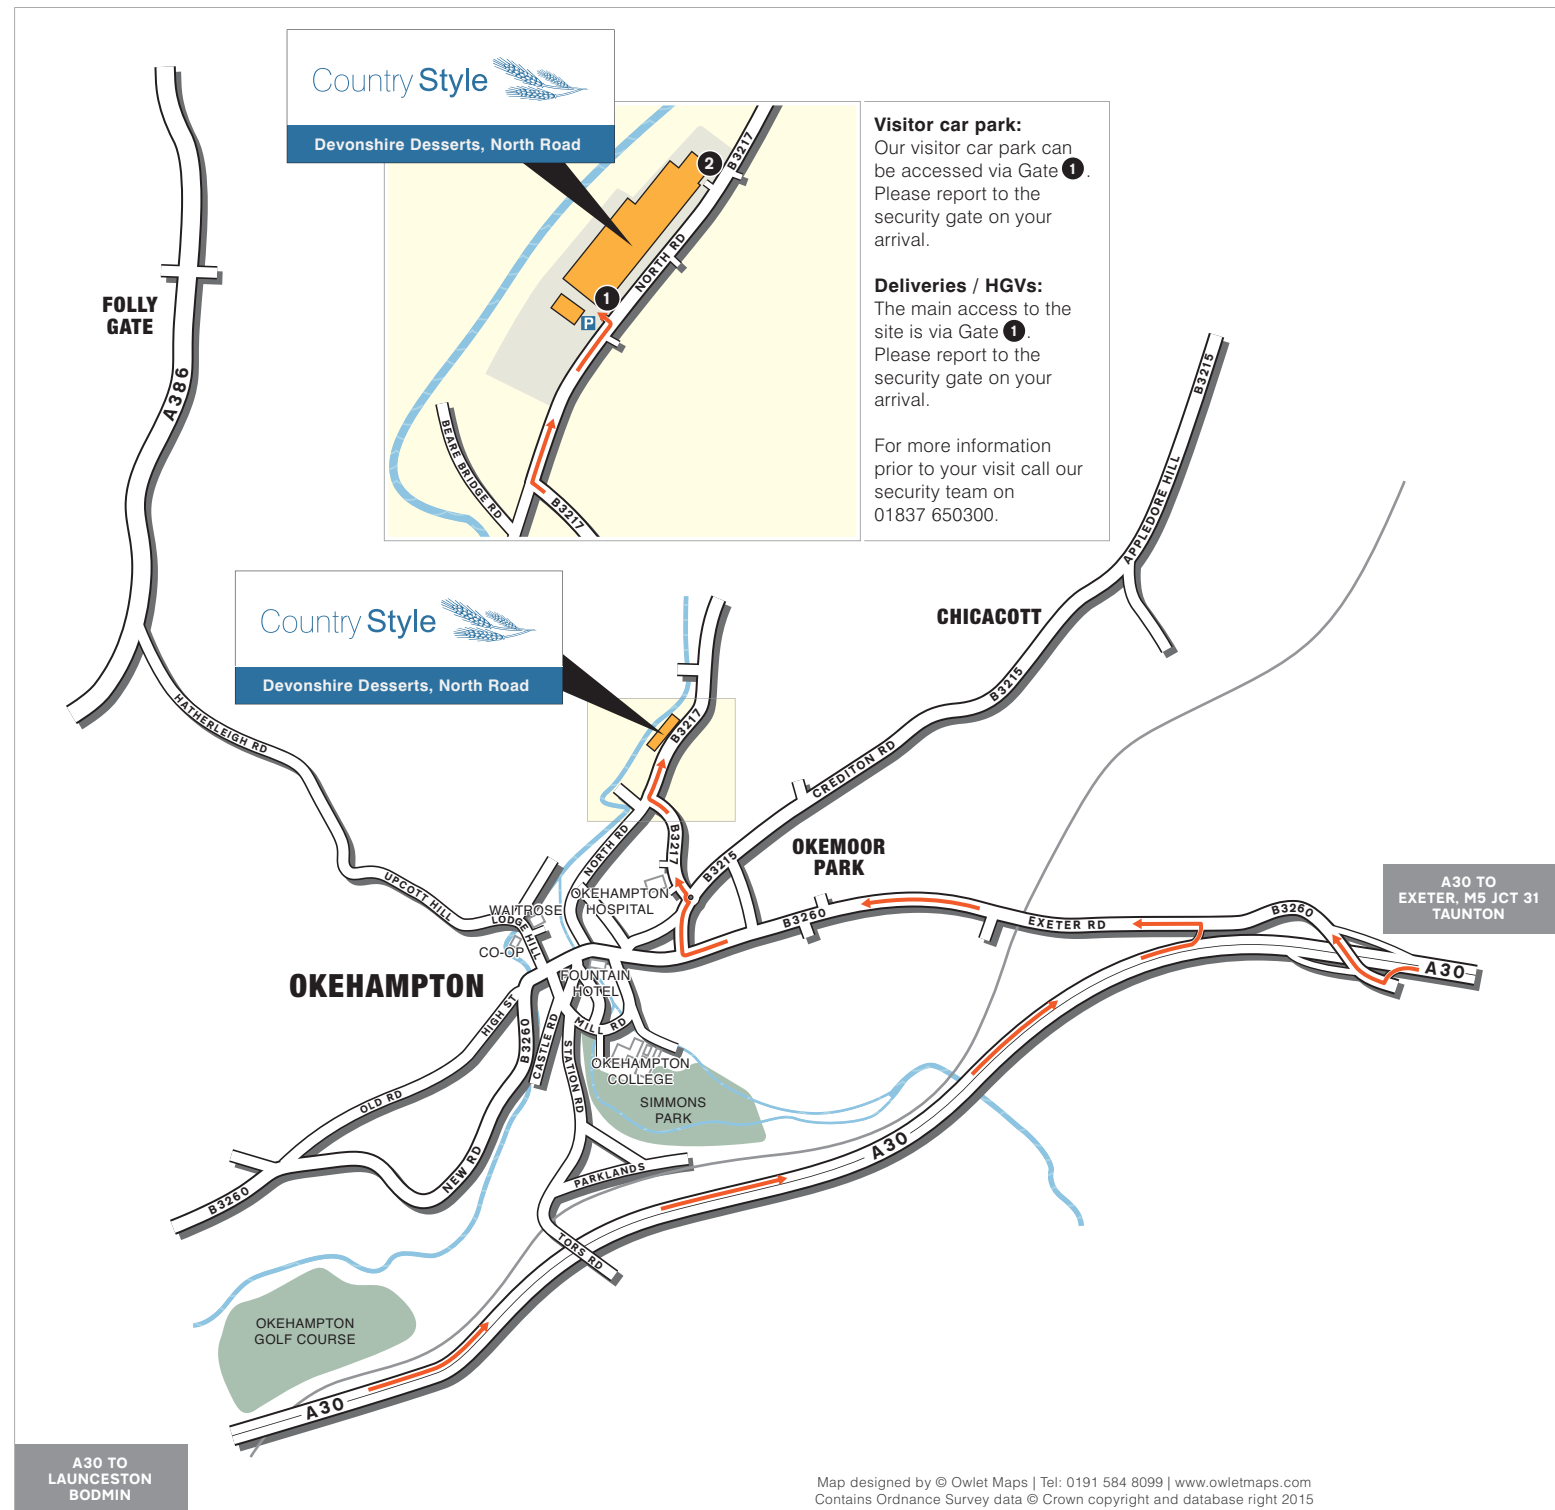 Country Style
Devonshire Desserts, North Road
Visitor car park:
Our visitor car park can
be accessed via Gate 1.
Please report to the
security gate on your
arrival.
Deliveries / HGVs:
The main access to the
site is via Gate 1.
Please report to the
security gate on your
arrival.
For more information
prior to your visit call our
security team on
01837 650300.
2
B3217
NORTH RD
1
P
BEARE BRIDGE RD
B3217
FOLLY
GATE
A386
B3215
APPLEDORE HILL
CHICACOTT
B3215
CREDITON RD
Country Style
Devonshire Desserts, North Road
B3217
HATHERLEIGH RD
NORTH RD
B3217
B3215
OKEMOOR
PARK
UPCOTT HILL
WAITROSE
LODGE HILL
CO-OP
OKEHAMPTON
HOSPITAL
B3260
EXETER RD
B3260
A30
A30 TO
EXETER, M5 JCT 31
TAUNTON
OKEHAMPTON
FOUNTAIN
HOTEL
HIGH ST
B3260
CASTLE RD
STATION RD
MILL RD
OKEHAMPTON
COLLEGE
SIMMONS
PARK
OLD RD
NEW RD
PARKLANDS
B3260
TORS RD
A30
OKEHAMPTON
GOLF COURSE
A30
A30 TO
LAUNCESTON
BODMIN
Map designed by © Owlet Maps | Tel: 0191 584 8099 | www.owletmaps.com
Contains Ordnance Survey data © Crown copyright and database right 2015